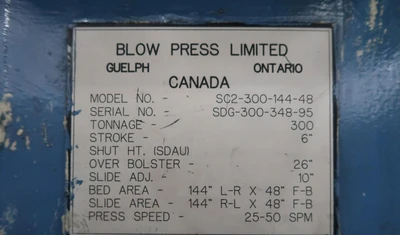 BLOW PRESS LIMITED
GUELPH ONTARIO
CANADA
MODEL NO. - SC2-300-144-48
SERIAL NO. - SDG-300-348-95
TONNAGE - 300
STROKE - 6"
SHUT HT. (SDAU)
OVER BOLSTER - 26"
SLIDE ADJ. - 10"
BED AREA - 144" L-R X 48" F-B
SLIDE AREA - 144" R-L X 48" F-B
PRESS SPEED - 25-50 SPM